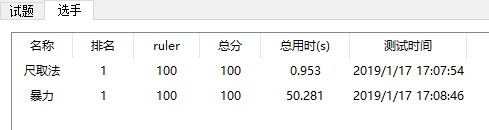 试题 选手
名称 排名 ruler 总分 总用时(s) 测试时间
尺取法 1 100 100 0.953 2019/1/17 17:07:54
暴力 1 100 100 50.281 2019/1/17 17:08:46